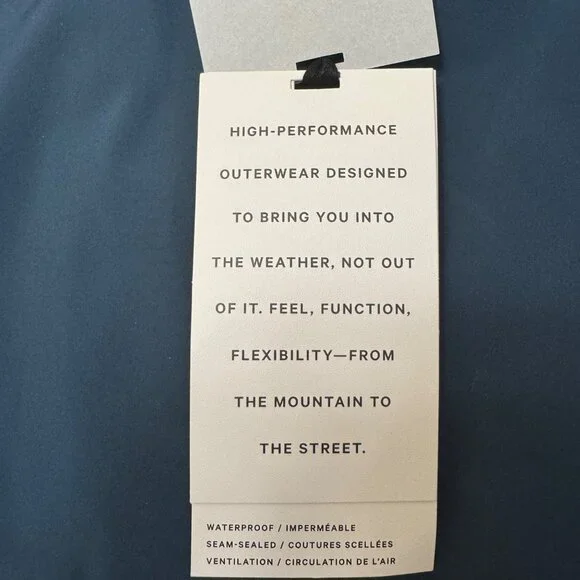 HIGH-PERFORMANCE
OUTERWEAR DESIGNED
TO BRING YOU INTO
THE WEATHER, NOT OUT
OF IT. FEEL, FUNCTION,
FLEXIBILITY—FROM
THE MOUNTAIN TO
THE STREET.
WATERPROOF / IMPERMÉABLE
SEAM-SEALED / COUTURES SCELLÉES
VENTILATION / CIRCULATION DE L'AIR